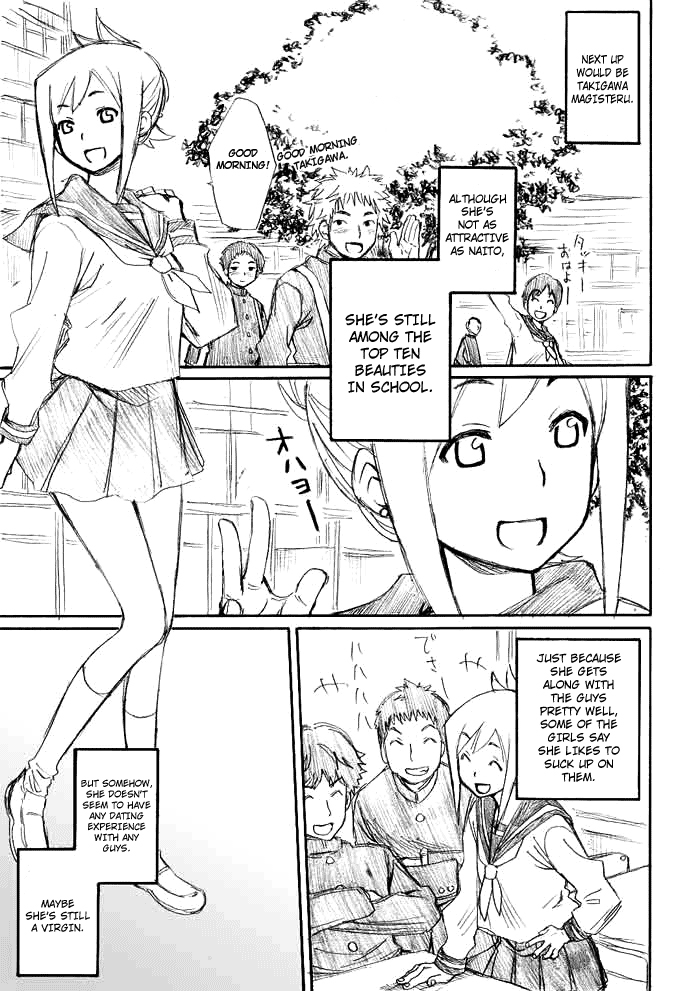 NEXT UP
WOULD BE
TAKIGAWA
MAGISTERU.
GOOD MORNING
TAKIGAWA.
GOOD
MORNING!
ALTHOUGH
SHE'S
NOT AS
ATTRACTIVE
AS NAITO,
タッキー
おはよー
SHE'S STILL
AMONG THE
TOP TEN
BEAUTIES
IN SCHOOL.
オハヨー
JUST BECAUSE
SHE GETS
ALONG WITH
THE GUYS
PRETTY WELL,
SOME OF THE
GIRLS SAY
SHE LIKES TO
SUCK UP ON
THEM.
でさー
BUT SOMEHOW,
SHE DOESN'T
SEEM TO HAVE
ANY DATING
EXPERIENCE
WITH ANY
GUYS.
MAYBE
SHE'S STILL
A VIRGIN.